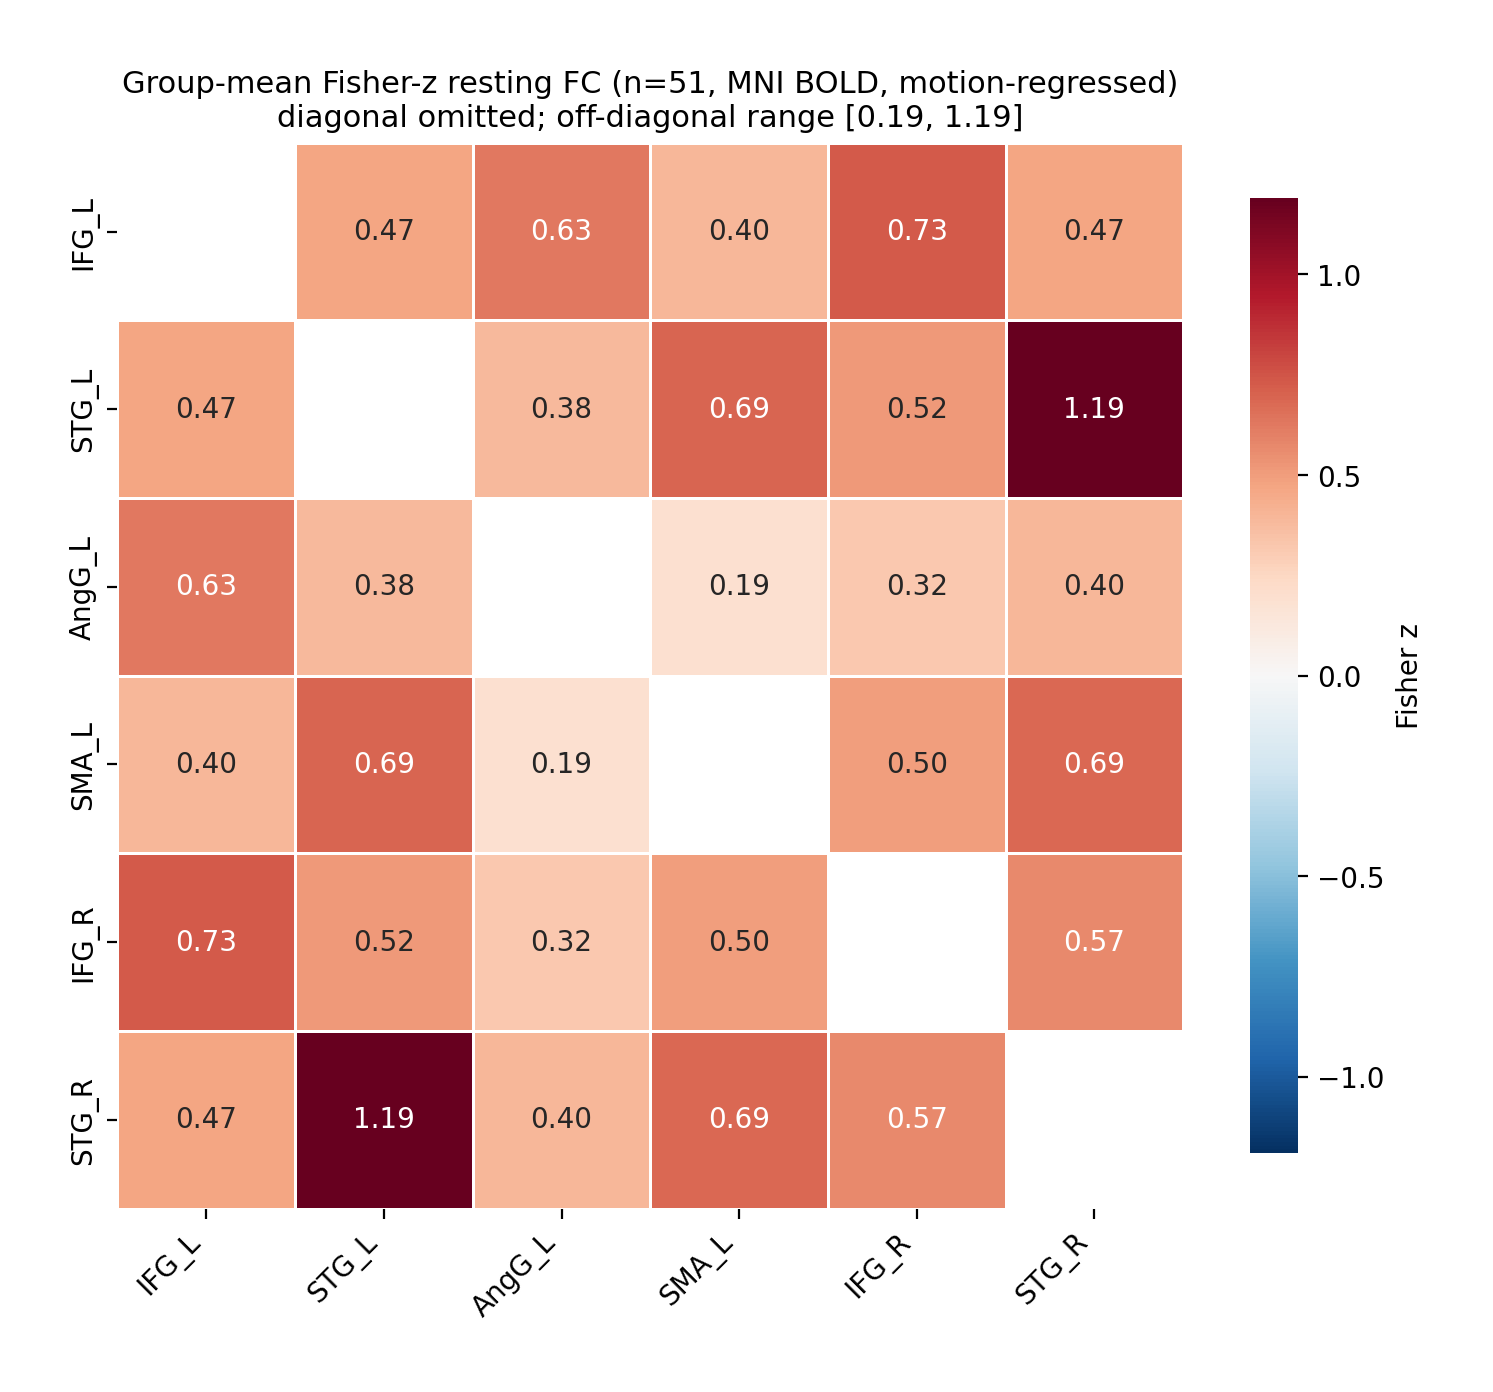 Group-mean Fisher-z resting FC (n=51, MNI BOLD, motion-regressed)
diagonal omitted; off-diagonal range [0.19, 1.19]
IFG_L
0.47
0.63
0.40
0.73
0.47
STG_L
0.47
0.38
0.69
0.52
1.19
AngG_L
0.63
0.38
0.19
0.32
0.40
SMA_L
0.40
0.69
0.19
0.50
0.69
IFG_R
0.73
0.52
0.32
0.50
0.57
STG_R
0.47
1.19
0.40
0.69
0.57
IFG_L
STG_L
AngG_L
SMA_L
IFG_R
STG_R
1.0
0.5
0.0
−0.5
−1.0
Fisher z